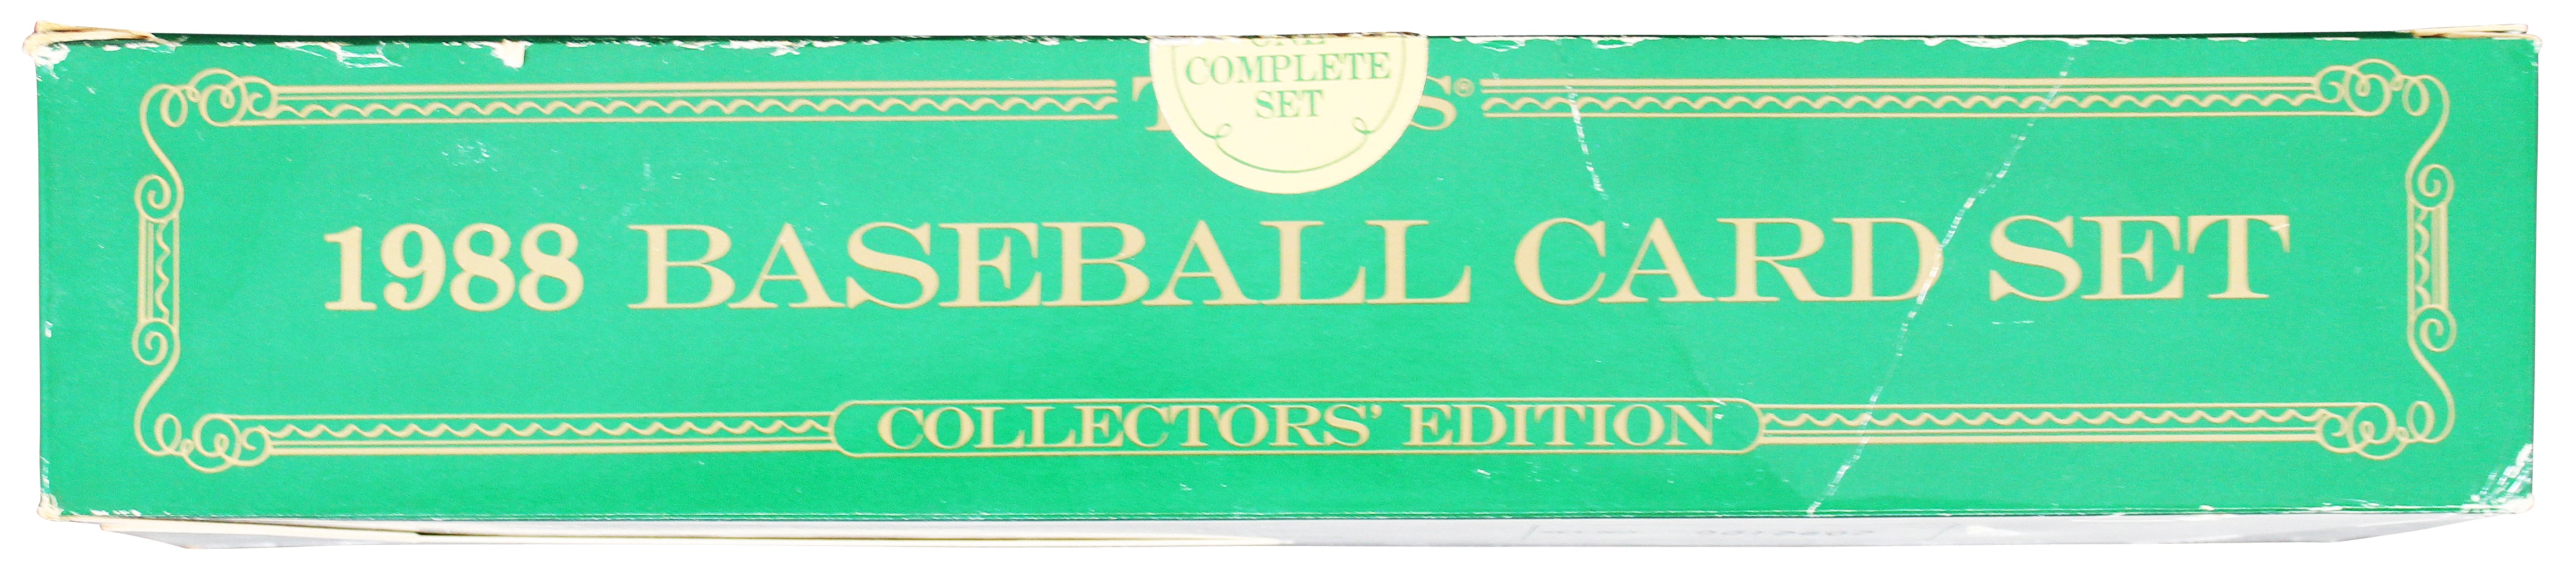 COMPLETE
SET
1988 BASEBALL CARD SET
COLLECTORS' EDITION